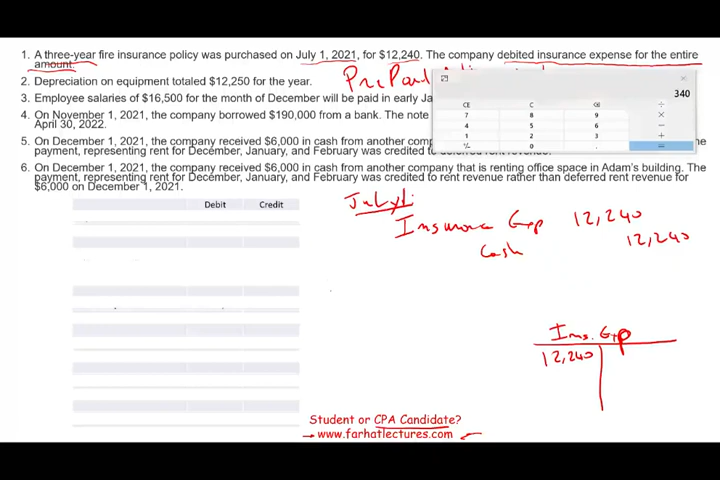 1. A three-year fire insurance policy was purchased on July 1, 2021, for $12,240. The company debited insurance expense for the entire
amount.
2. Depreciation on equipment totaled $12,250 for the year.
PrePaid
3. Employee salaries of $16,500 for the month of December will be paid in early Ja
4. On November 1, 2021, the company borrowed $190,000 from a bank. The note
April 30, 2022.
5. On December 1, 2021, the company received $6,000 in cash from another comp
he
payment, representing rent for December, January, and February was credited to
6. On December 1, 2021, the company received $6,000 in cash from another company that is renting office space in Adam's building. The
payment, representing rent for December, January, and February was credited to rent revenue rather than deferred rent revenue for
$6,000 on December 1, 2021.
340
CE C ÷
7 8 9 ×
4 5 6 −
1 2 3 +
⁺/₋ 0 . =
Debit Credit
July 1
Insurance Exp 12,240
Cash 12,240
Ins. Exp
12,240
Student or CPA Candidate?
www.farhatlectures.com